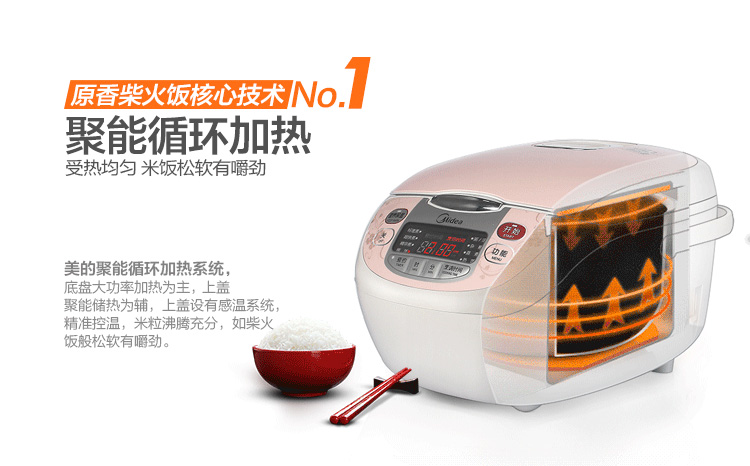 原香柴火饭核心技术 No.1
聚能循环加热
受热均匀 米饭松软有嚼劲
美的聚能循环加热系统，
底盘大功率加热为主，上盖
聚能储热为辅，上盖设有感温系统，
精准控温，米粒沸腾充分，如柴火
饭般松软有嚼劲。
Midea
开始
START
功能
MENU